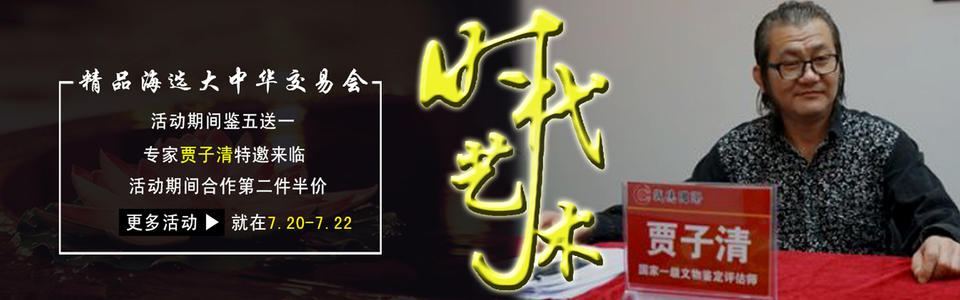 精品海选大中华交易会
活动期间鉴五送一
专家贾子清特邀来临
活动期间合作第二件半价
更多活动 ▶ 就在7.20-7.22
时代艺术
贾子清
国家一级文物鉴定评估师